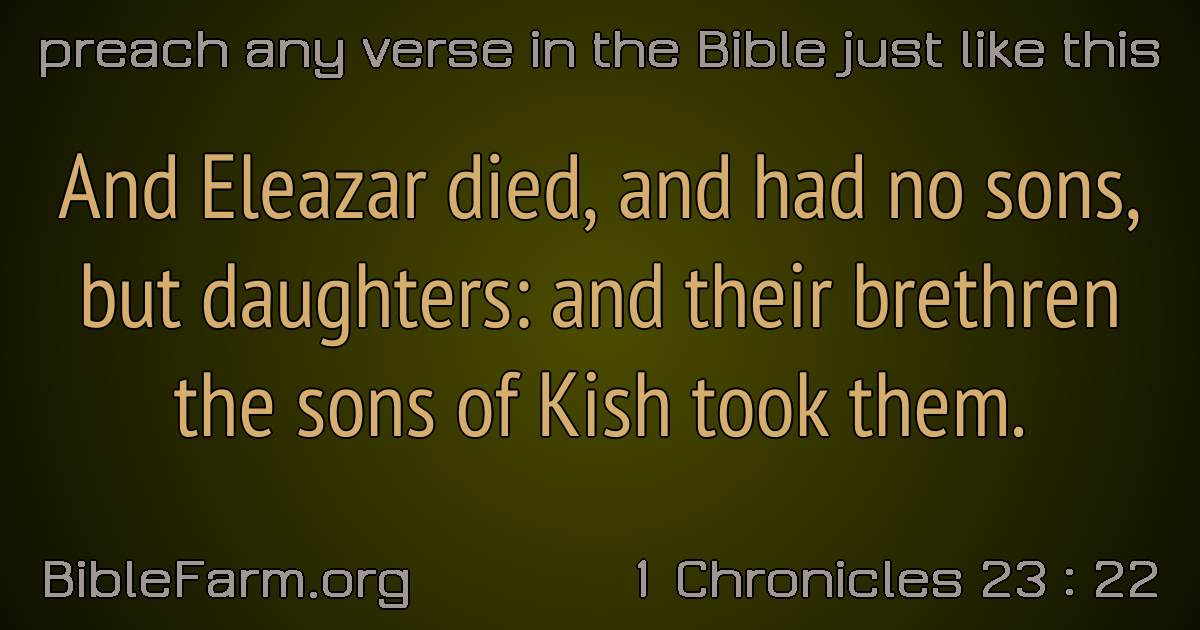 preach any verse in the Bible just like this
And Eleazar died, and had no sons,
but daughters: and their brethren
the sons of Kish took them.
BibleFarm.org
1 Chronicles 23 : 22